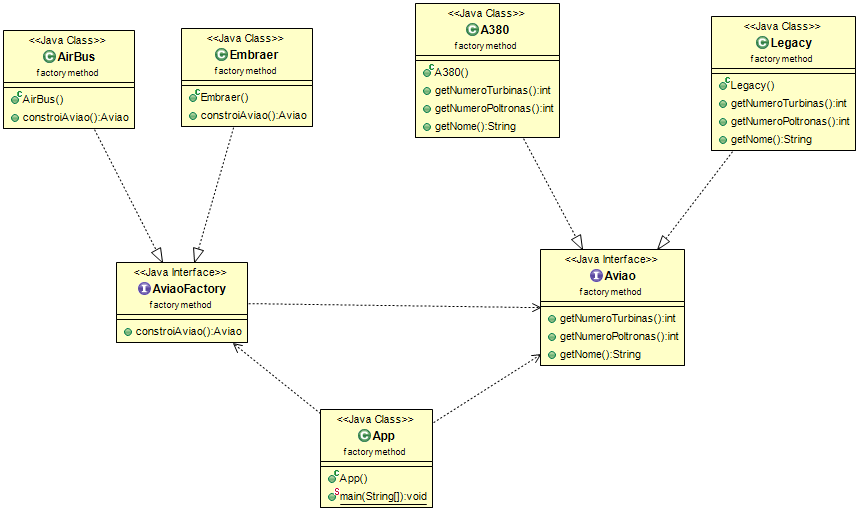 <<Java Class>>
AirBus
factory method
AirBus()
constroiAviao():Aviao
<<Java Class>>
Embraer
factory method
Embraer()
constroiAviao():Aviao
<<Java Class>>
A380
factory method
A380()
getNumeroTurbinas():int
getNumeroPoltronas():int
getNome():String
<<Java Class>>
Legacy
factory method
Legacy()
getNumeroTurbinas():int
getNumeroPoltronas():int
getNome():String
<<Java Interface>>
AviaoFactory
factory method
constroiAviao():Aviao
<<Java Interface>>
Aviao
factory method
getNumeroTurbinas():int
getNumeroPoltronas():int
getNome():String
<<Java Class>>
App
factory method
App()
main(String[]):void